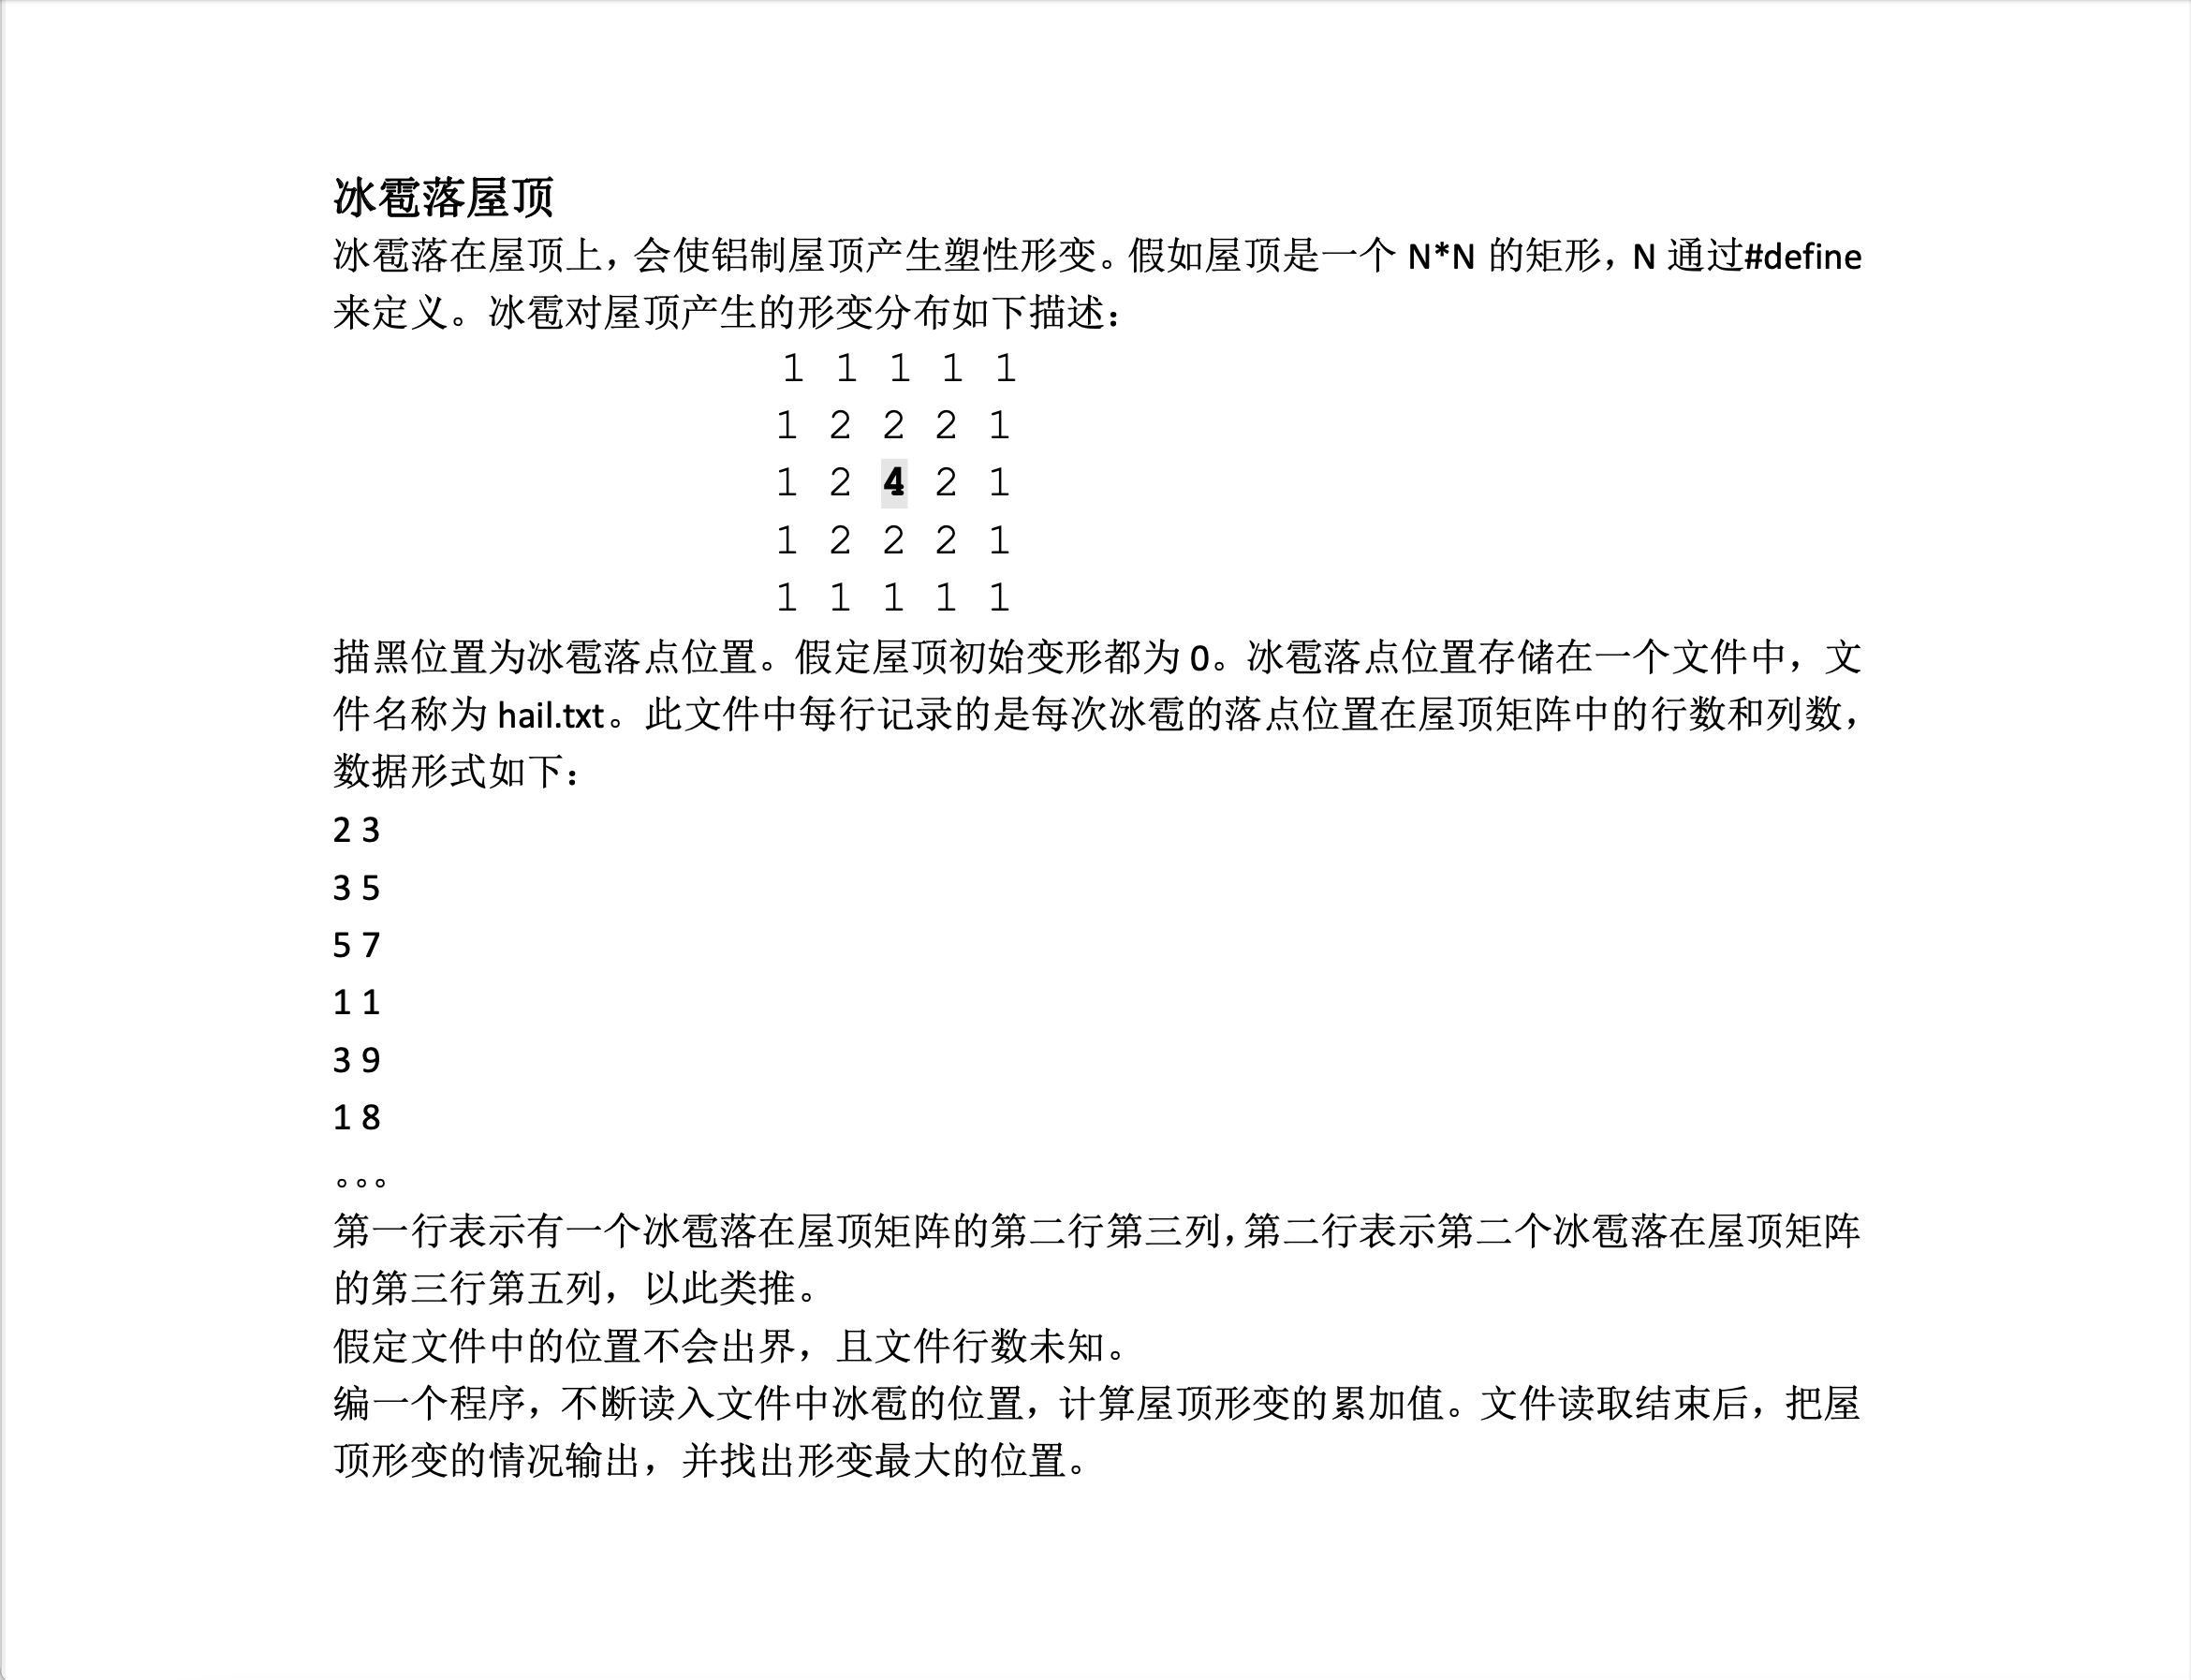 冰雹落屋顶
冰雹落在屋顶上，会使铝制屋顶产生塑性形变。假如屋顶是一个 N*N 的矩形，N 通过#define
来定义。冰雹对屋顶产生的形变分布如下描述：
1 1 1 1 1
1 2 2 2 1
1 2 4 2 1
1 2 2 2 1
1 1 1 1 1
描黑位置为冰雹落点位置。假定屋顶初始变形都为 0。冰雹落点位置存储在一个文件中，文
件名称为 hail.txt。此文件中每行记录的是每次冰雹的落点位置在屋顶矩阵中的行数和列数，
数据形式如下：
2 3
3 5
5 7
1 1
3 9
1 8
。。。
第一行表示有一个冰雹落在屋顶矩阵的第二行第三列，第二行表示第二个冰雹落在屋顶矩阵
的第三行第五列，以此类推。
假定文件中的位置不会出界，且文件行数未知。
编一个程序，不断读入文件中冰雹的位置，计算屋顶形变的累加值。文件读取结束后，把屋
顶形变的情况输出，并找出形变最大的位置。